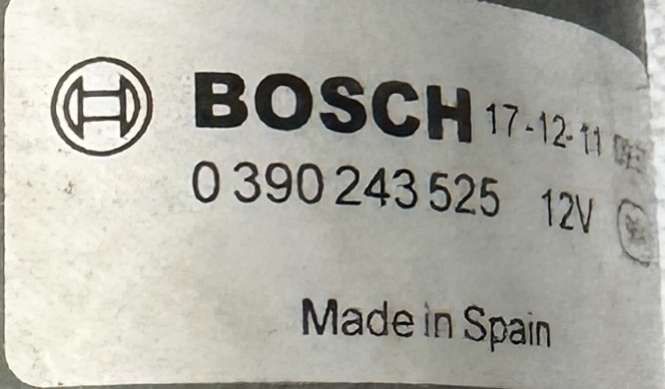 BOSCH 17-12-11
0 390 243 525 12V
Made in Spain